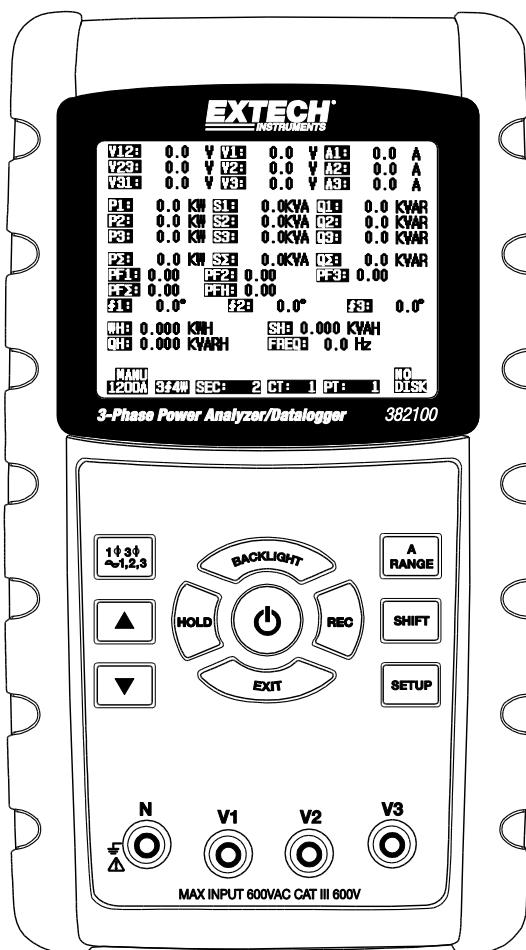 EXTECH
INSTRUMENTS
V12: 0.0 V V1: 0.0 V A1: 0.0 A
V23: 0.0 V V2: 0.0 V A2: 0.0 A
V31: 0.0 V V3: 0.0 V A3: 0.0 A
P1: 0.0 KW S1: 0.0KVA Q1: 0.0 KVAR
P2: 0.0 KW S2: 0.0KVA Q2: 0.0 KVAR
P3: 0.0 KW S3: 0.0KVA Q3: 0.0 KVAR
PΣ: 0.0 KW SΣ: 0.0KVA QΣ: 0.0 KVAR
PF1: 0.00 PF2: 0.00 PF3: 0.00
PFΣ: 0.00 PFH: 0.00
ϕ1: 0.0° ϕ2: 0.0° ϕ3: 0.0°
WH: 0.000 KWH SH: 0.000 KVAH
QH: 0.000 KVARH FREQ: 0.0 Hz
MANU NO
1200A 3ϕ4W SEC: 2 CT: 1 PT: 1 DISK
3-Phase Power Analyzer/Datalogger 382100
1ϕ3ϕ
~1,2,3
BACKLIGHT
A
RANGE
HOLD
REC
SHIFT
EXIT
SETUP
N V1 V2 V3
MAX INPUT 600VAC CAT III 600V